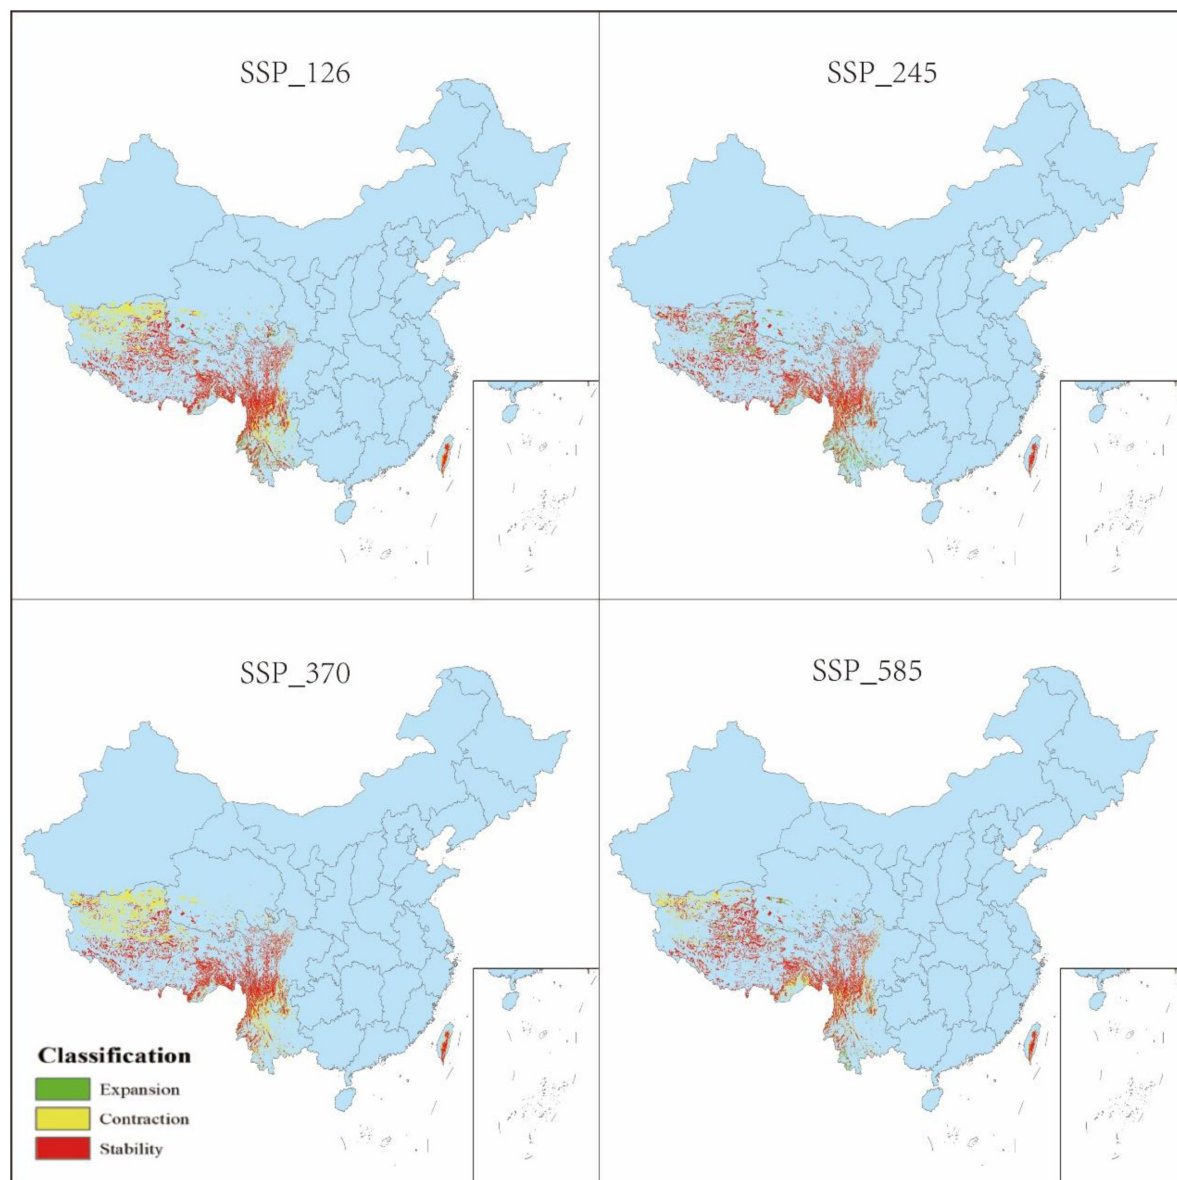 SSP_126
SSP_245
SSP_370
SSP_585
Classification
Expansion
Contraction
Stability